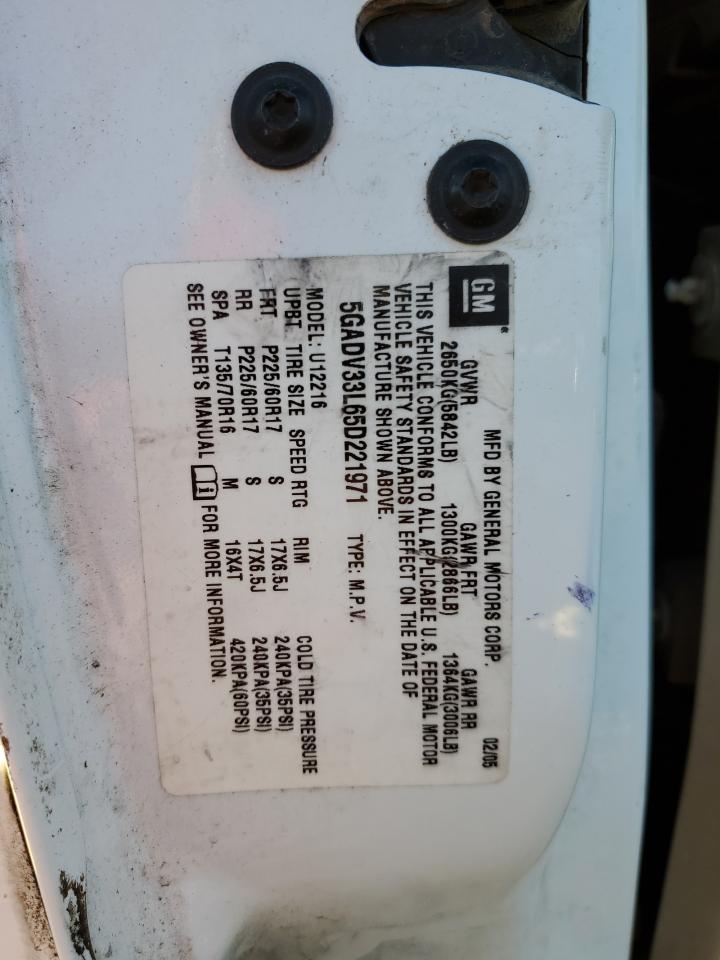 GM®
MFD BY GENERAL MOTORS CORP. 02/05
GVWR GAWR FRT GAWR RR
2650KG(5842LB) 1300KG(2866LB) 1364KG(3006LB)
THIS VEHICLE CONFORMS TO ALL APPLICABLE U.S. FEDERAL MOTOR
VEHICLE SAFETY STANDARDS IN EFFECT ON THE DATE OF
MANUFACTURE SHOWN ABOVE.
5GADV33L65D221971 TYPE: M.P.V.
MODEL: U12216
UPBT. TIRE SIZE SPEED RTG RIM COLD TIRE PRESSURE
FRT. P225/60R17 S 17X6.5J 240KPA(35PSI)
RR P225/60R17 S 17X6.5J 240KPA(35PSI)
SPA T135/70R16 M 16X4T 420KPA(60PSI)
SEE OWNER'S MANUAL i FOR MORE INFORMATION.